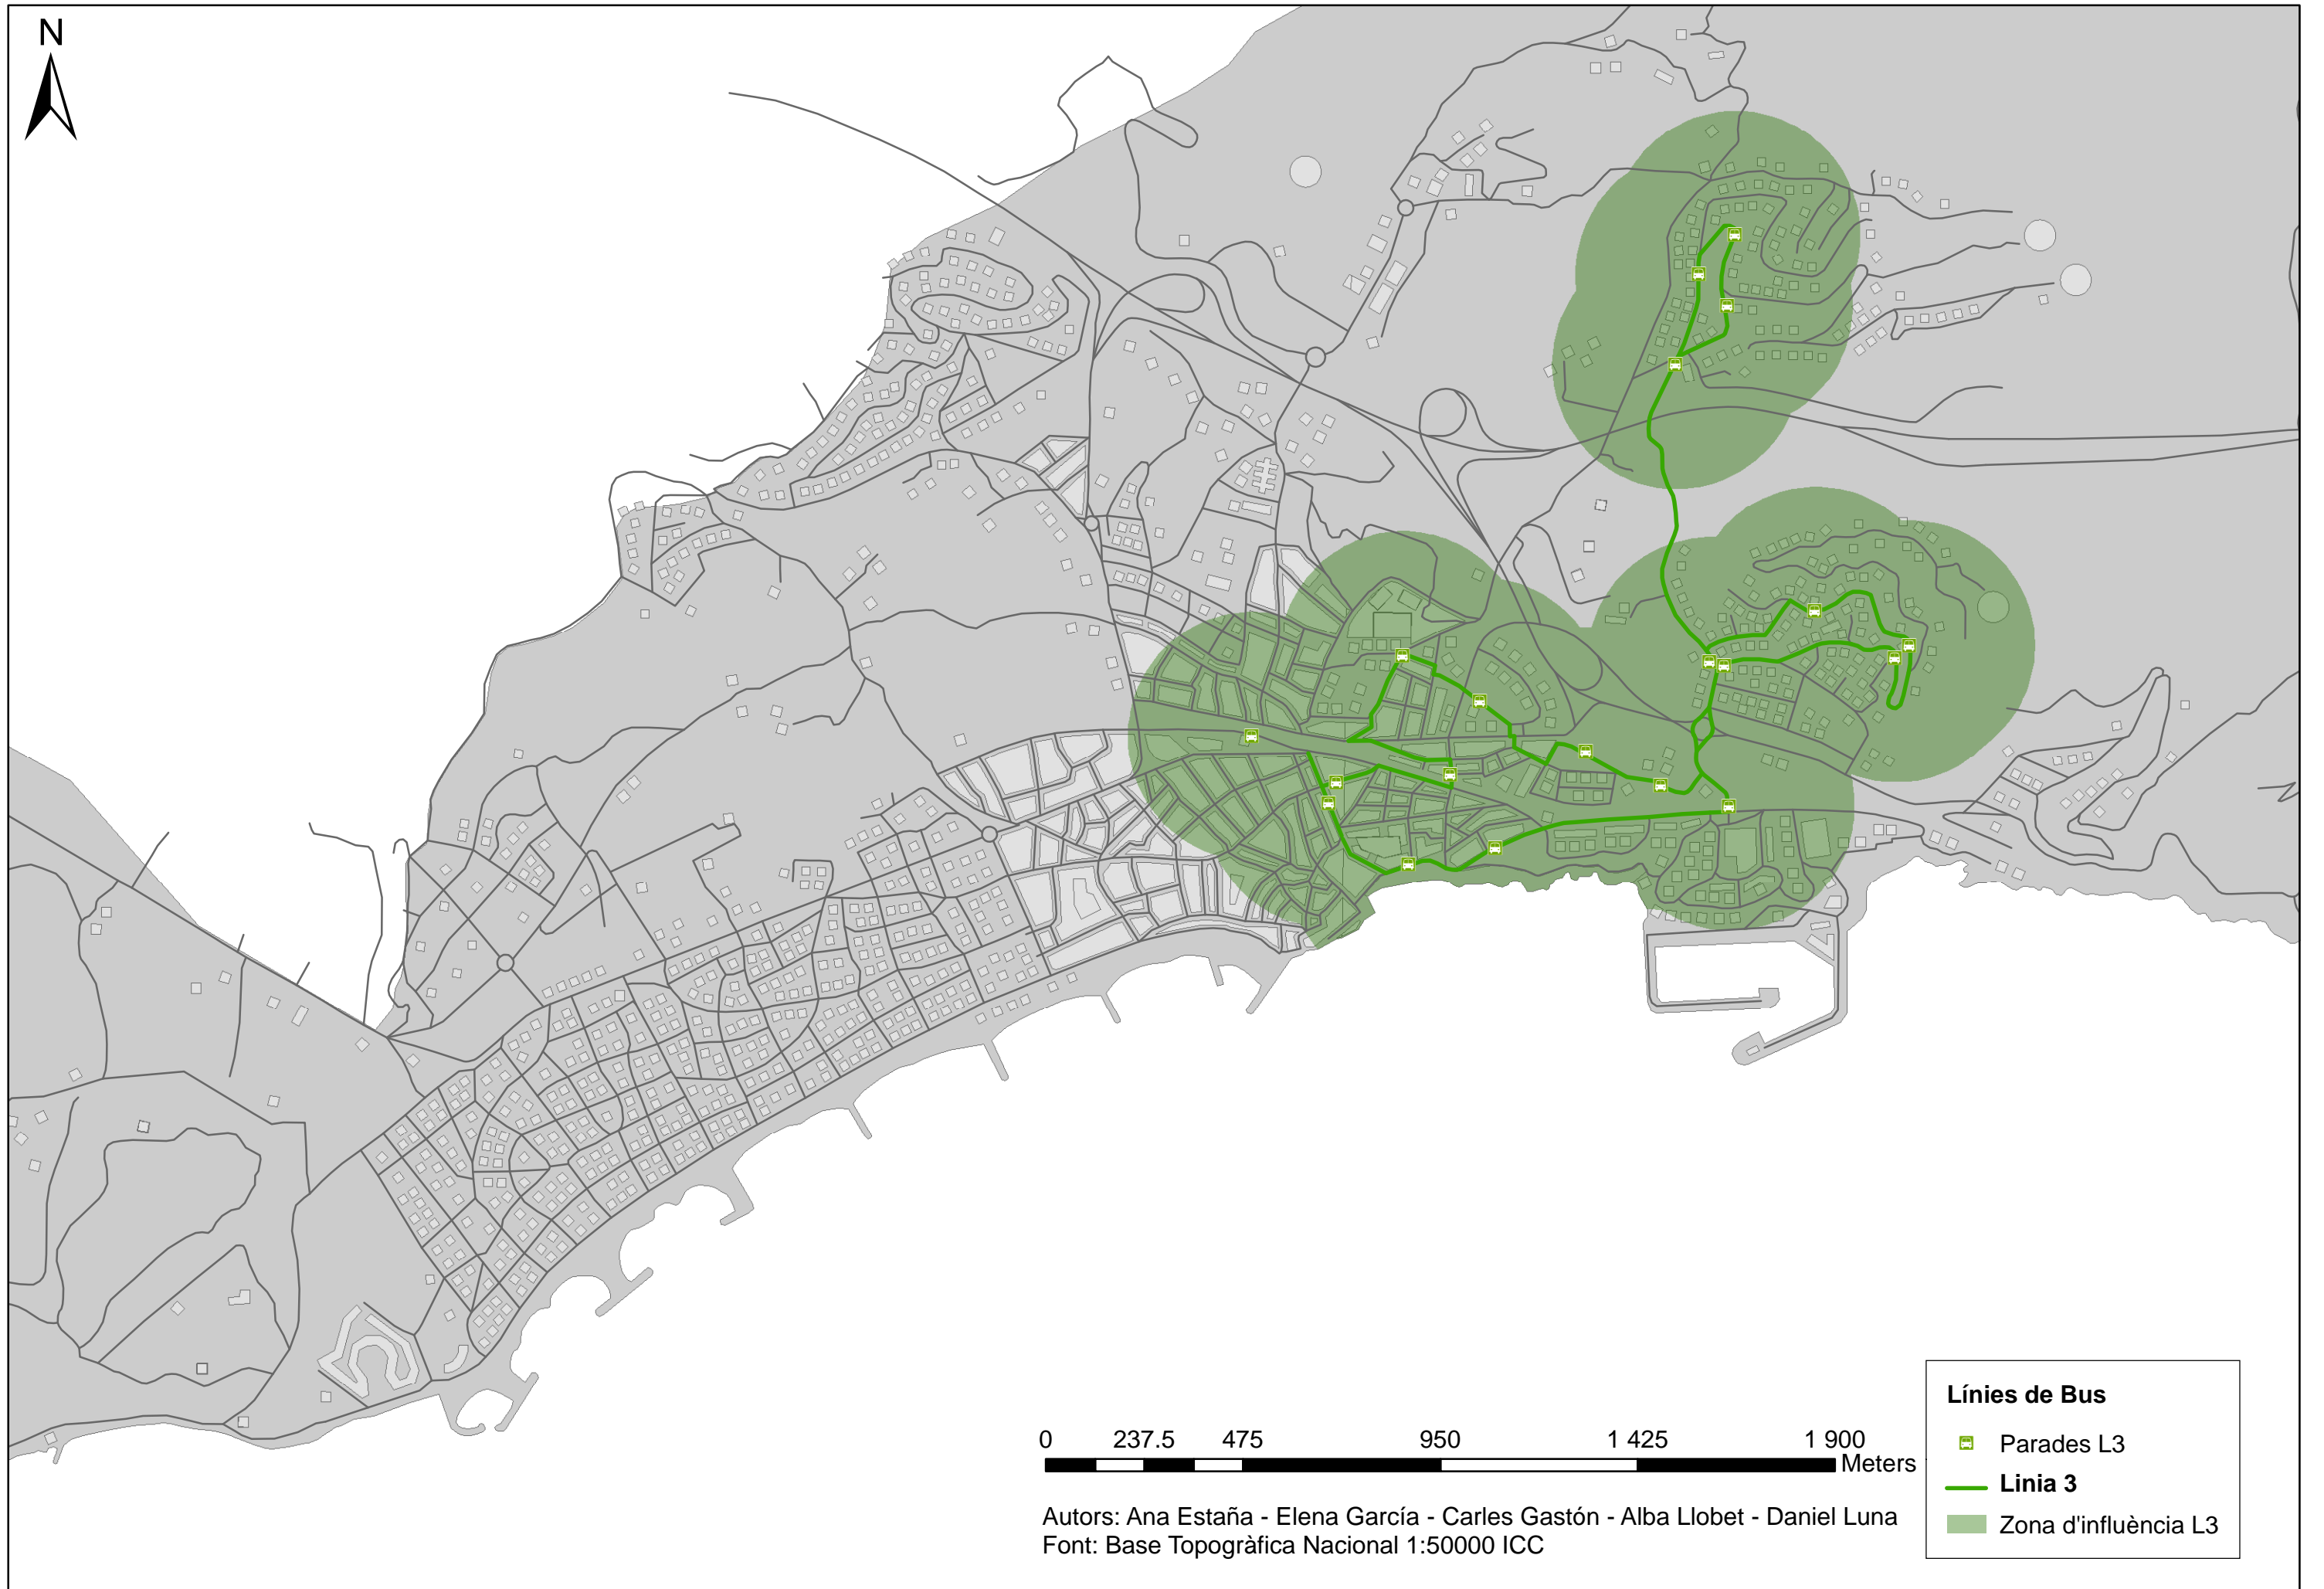 N
0 237.5 475 950 1 425 1 900
Meters
Autors: Ana Estaña - Elena García - Carles Gastón - Alba Llobet - Daniel Luna
Font: Base Topogràfica Nacional 1:50000 ICC
Línies de Bus
Parades L3
Linia 3
Zona d'influència L3